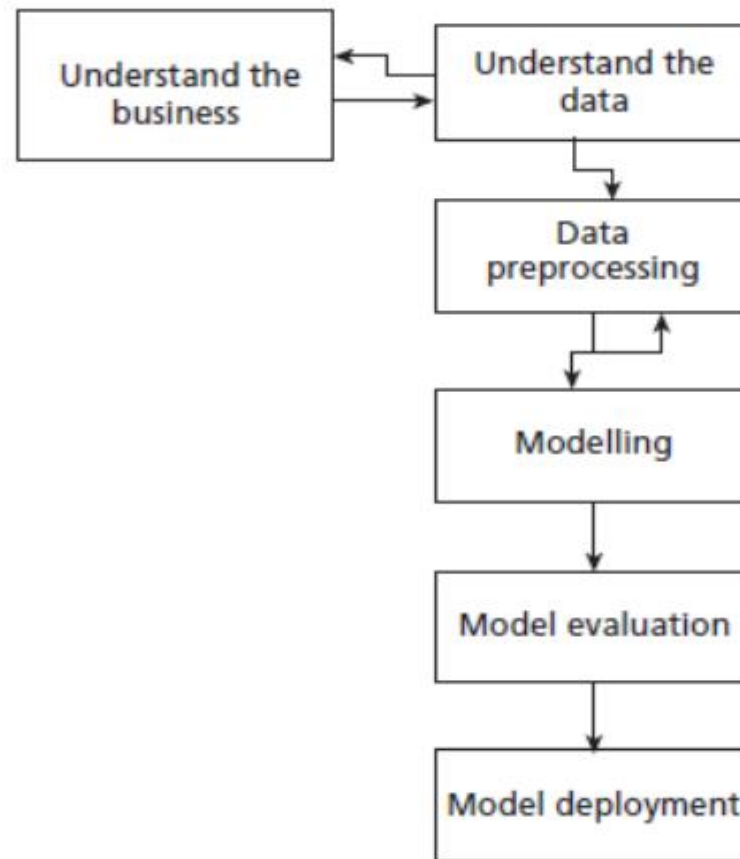 Understand the
business
Understand the
data
Data
preprocessing
Modelling
Model evaluation
Model deployment